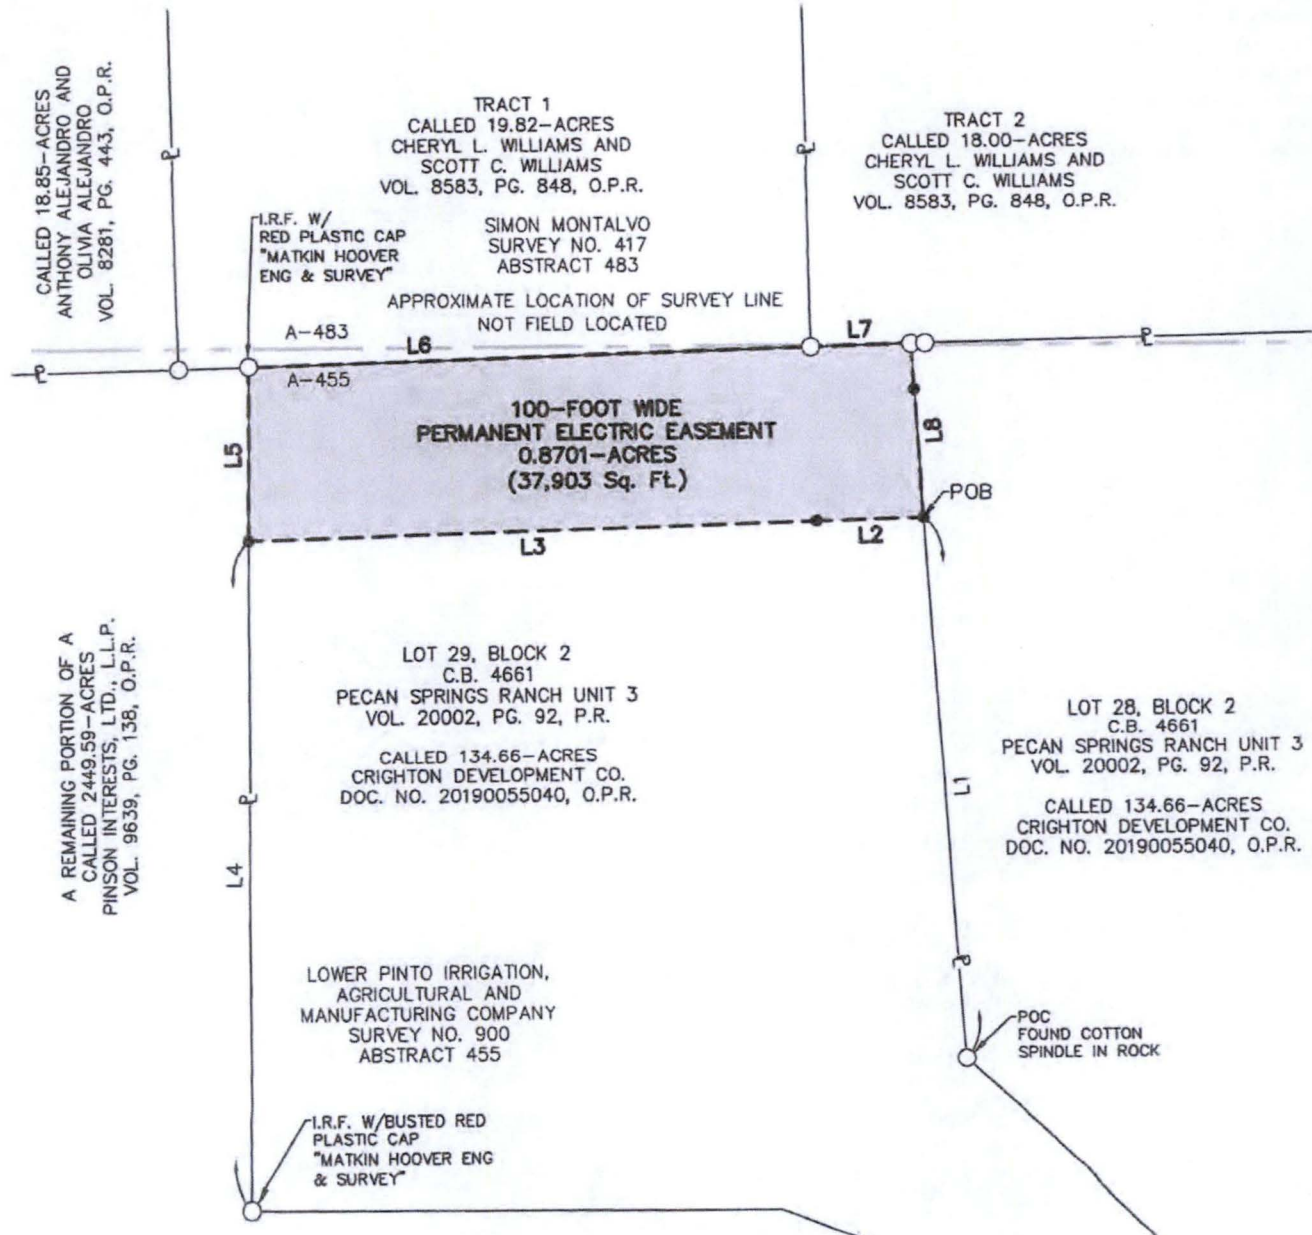 CALLED 18.85-ACRES
ANTHONY ALEJANDRO AND
OLIVIA ALEJANDRO
VOL. 8281, PG. 443, O.P.R.
TRACT 1
CALLED 19.82-ACRES
CHERYL L. WILLIAMS AND
SCOTT C. WILLIAMS
VOL. 8583, PG. 848, O.P.R.
SIMON MONTALVO
SURVEY NO. 417
ABSTRACT 483
TRACT 2
CALLED 18.00-ACRES
CHERYL L. WILLIAMS AND
SCOTT C. WILLIAMS
VOL. 8583, PG. 848, O.P.R.
I.R.F. W/
RED PLASTIC CAP
"MATKIN HOOVER
ENG & SURVEY"
APPROXIMATE LOCATION OF SURVEY LINE
NOT FIELD LOCATED
A-483
L6
L7
A-455
100-FOOT WIDE
PERMANENT ELECTRIC EASEMENT
0.8701-ACRES
(37,903 Sq. Ft.)
L5
L8
POB
L3
L2
A REMAINING PORTION OF A
CALLED 2449.59-ACRES
PINSON INTERESTS, LTD., L.L.P.
VOL. 9639, PG. 138, O.P.R.
LOT 29, BLOCK 2
C.B. 4661
PECAN SPRINGS RANCH UNIT 3
VOL. 20002, PG. 92, P.R.
CALLED 134.66-ACRES
CRIGHTON DEVELOPMENT CO.
DOC. NO. 20190055040, O.P.R.
LOT 28, BLOCK 2
C.B. 4661
PECAN SPRINGS RANCH UNIT 3
VOL. 20002, PG. 92, P.R.
CALLED 134.66-ACRES
CRIGHTON DEVELOPMENT CO.
DOC. NO. 20190055040, O.P.R.
L1
L4
LOWER PINTO IRRIGATION,
AGRICULTURAL AND
MANUFACTURING COMPANY
SURVEY NO. 900
ABSTRACT 455
POC
FOUND COTTON
SPINDLE IN ROCK
I.R.F. W/BUSTED RED
PLASTIC CAP
"MATKIN HOOVER ENG
& SURVEY"